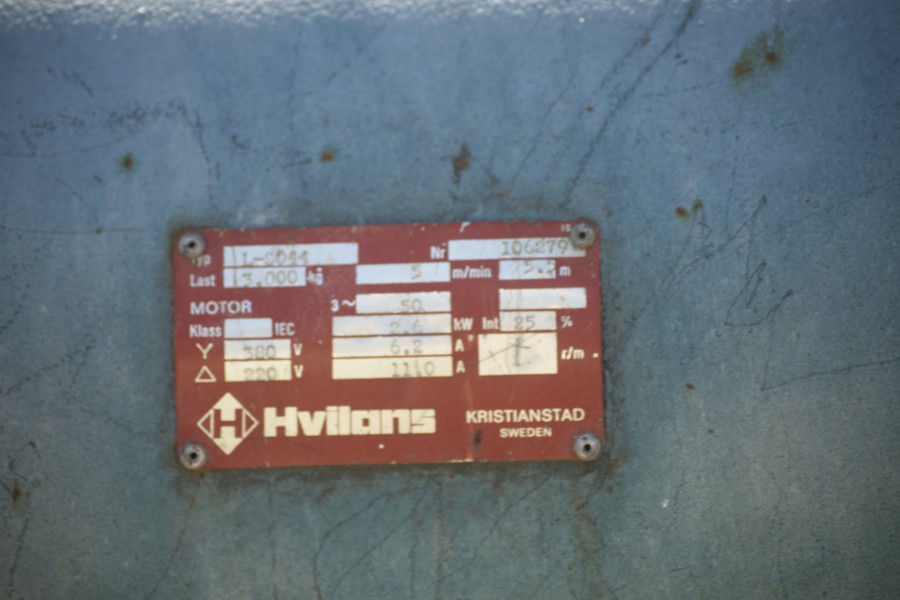 Typ L-2044 Nr 106279
Last 3.000 kg 5 m/min m
MOTOR 3~ 50
Klass IEC 2.6 kW Int 25 %
Y 380 V 6.2 A r/m
△ 220 V 11.0 A
H Hvilans KRISTIANSTAD
SWEDEN